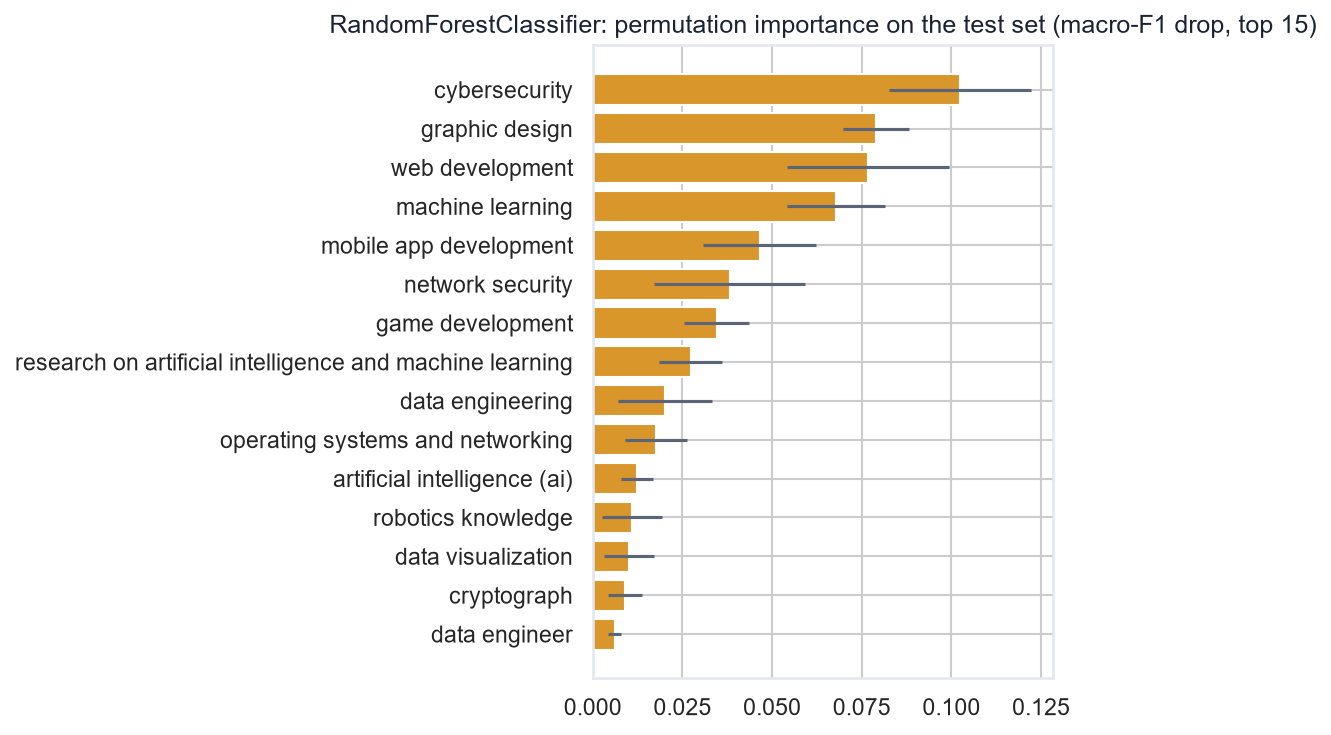 RandomForestClassifier: permutation importance on the test set (macro-F1 drop, top 15)
cybersecurity
graphic design
web development
machine learning
mobile app development
network security
game development
research on artificial intelligence and machine learning
data engineering
operating systems and networking
artificial intelligence (ai)
robotics knowledge
data visualization
cryptograph
data engineer
0.000 0.025 0.050 0.075 0.100 0.125